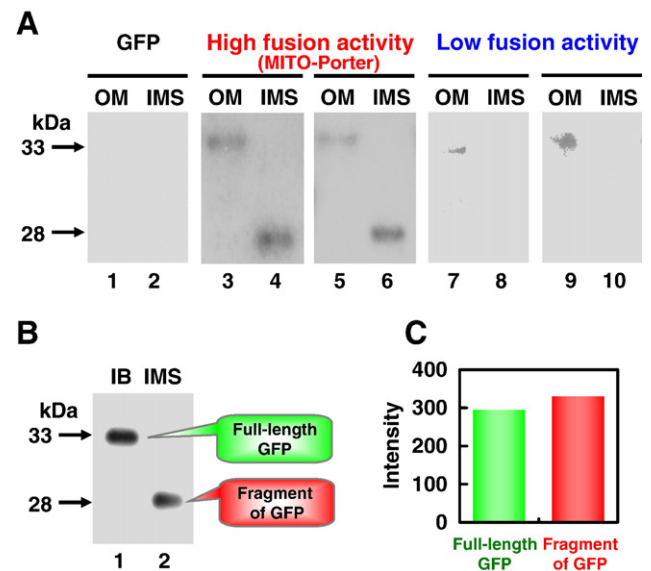 A
GFP
High fusion activity
(MITO-Porter)
Low fusion activity
OM IMS OM IMS OM IMS OM IMS OM IMS
kDa
33
28
1 2 3 4 5 6 7 8 9 10
B
IB IMS
kDa
33
28
Full-length
GFP
Fragment
of GFP
1 2
C
Intensity
400
300
200
100
0
Full-length
GFP
Fragment
of GFP